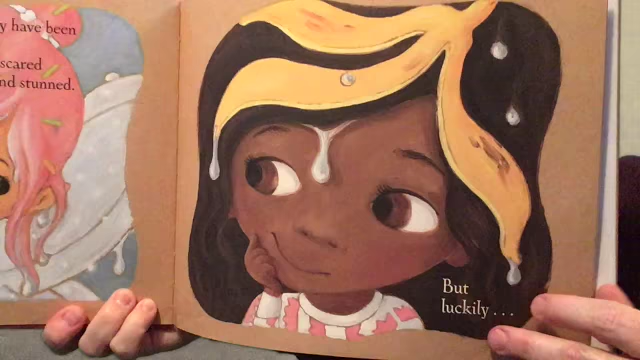 y have been
scared
nd stunned.
But
luckily . . .